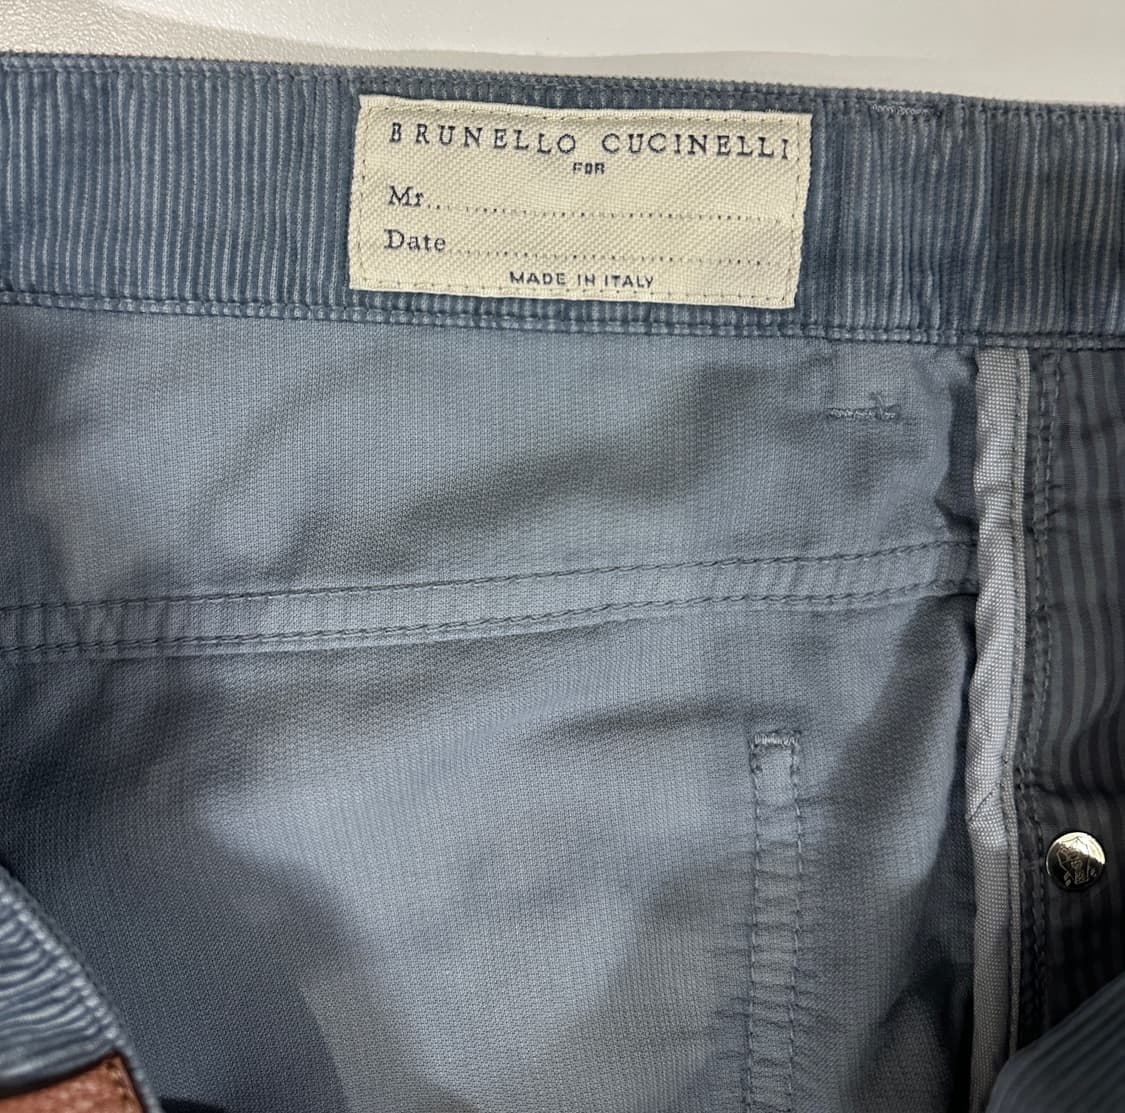 BRUNELLO CUCINELLI
FOR
Mr..............................................
Date..........................................
MADE IN ITALY